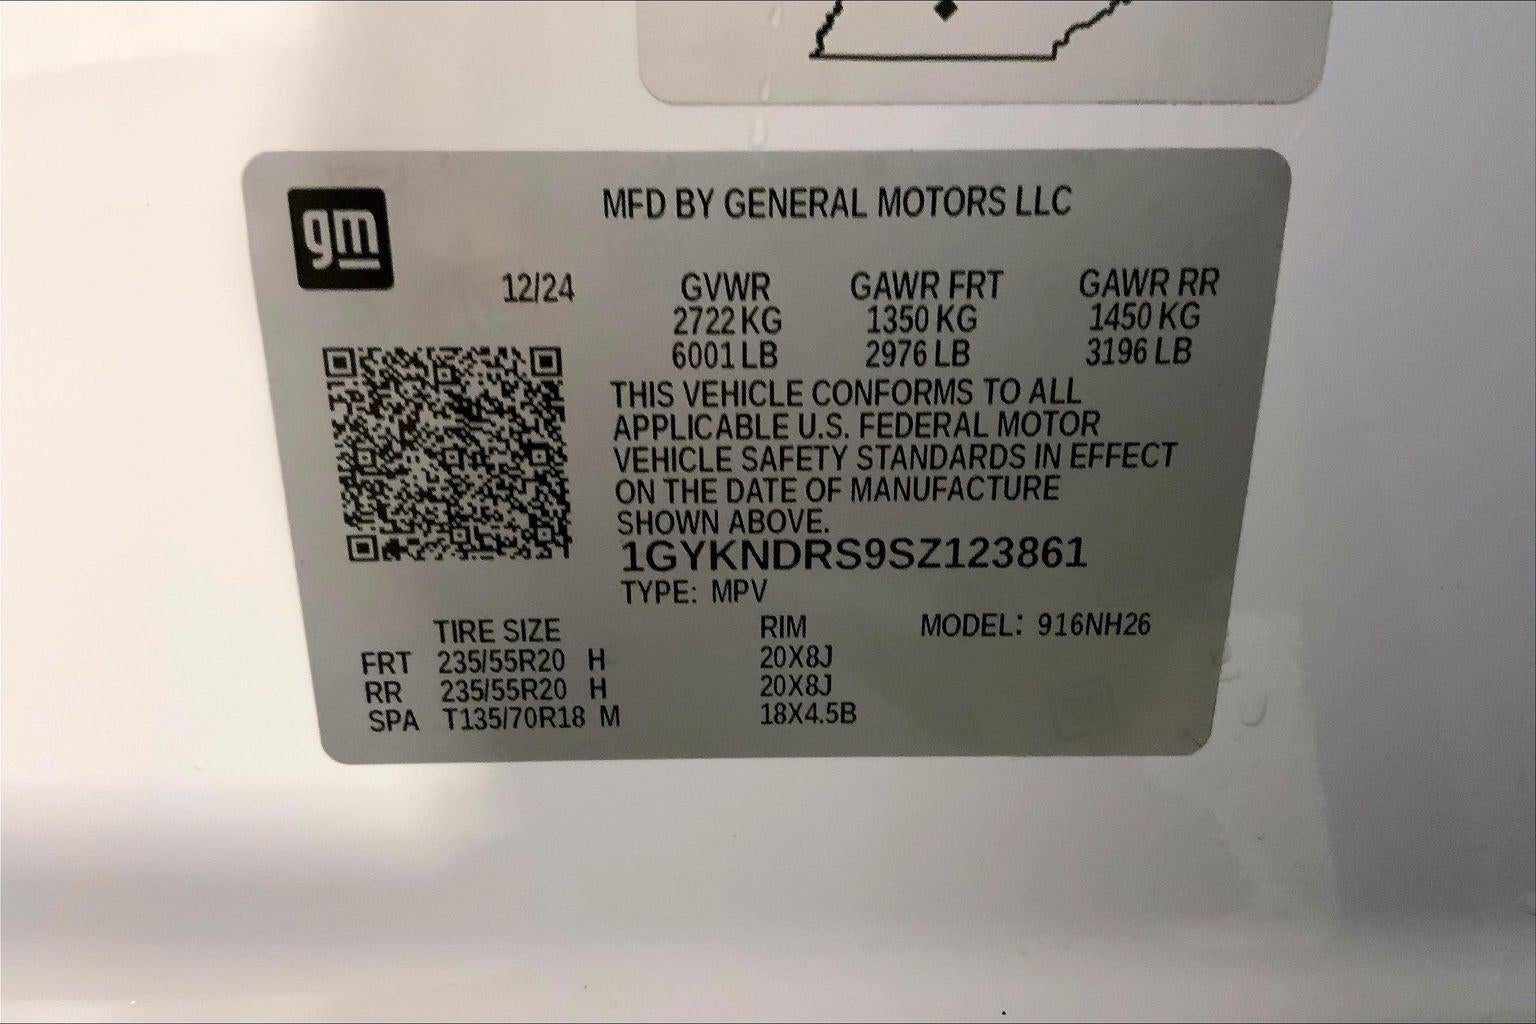 gm
MFD BY GENERAL MOTORS LLC
12/24 GVWR GAWR FRT GAWR RR
2722 KG 1350 KG 1450 KG
6001 LB 2976 LB 3196 LB
THIS VEHICLE CONFORMS TO ALL
APPLICABLE U.S. FEDERAL MOTOR
VEHICLE SAFETY STANDARDS IN EFFECT
ON THE DATE OF MANUFACTURE
SHOWN ABOVE.
1GYKNDRS9SZ123861
TYPE: MPV
TIRE SIZE RIM MODEL: 916NH26
FRT 235/55R20 H 20X8J
RR 235/55R20 H 20X8J
SPA T135/70R18 M 18X4.5B